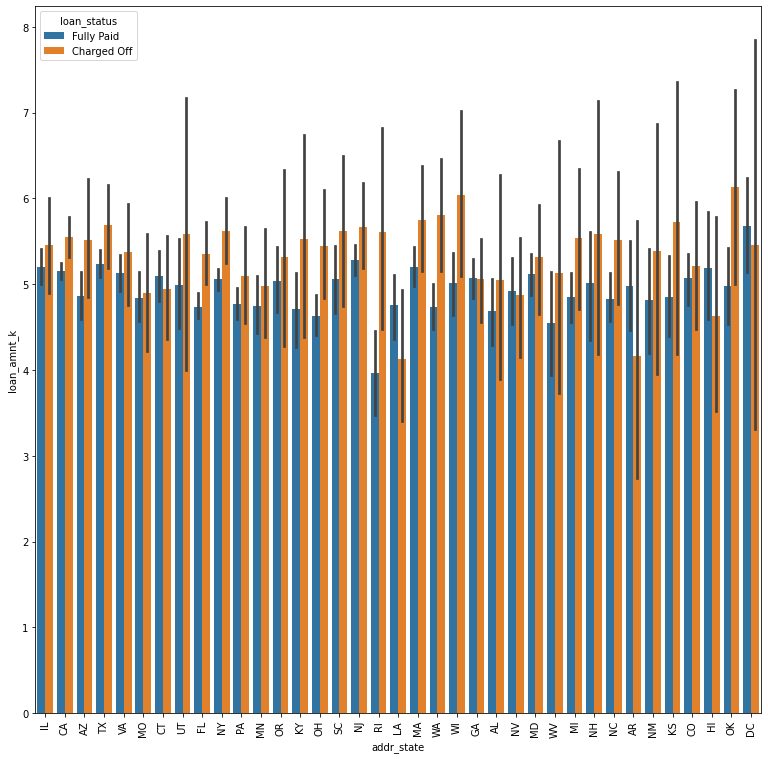 loan_status
Fully Paid
Charged Off
loan_amnt_k
8
7
6
5
4
3
2
1
0
IL CA AZ TX VA MO CT UT FL NY PA MN OR KY OH SC NJ RI LA MA WA WI GA AL NV MD WV MI NH NC AR NM KS CO HI OK DC
addr_state